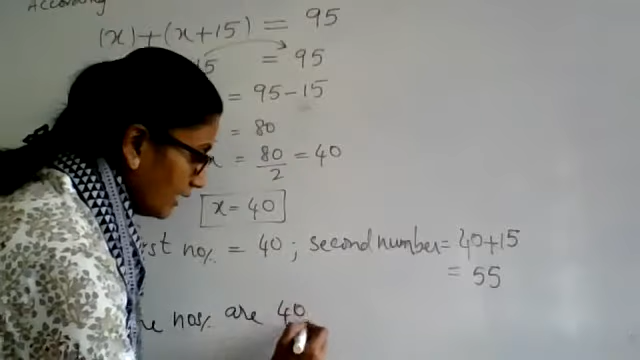 According
(x)+(x+15) = 95
15 = 95
= 95-15
= 80
= 80/2 = 40
x = 40
no/. = 40 ; second number = 40+15
= 55
nos/. are 40